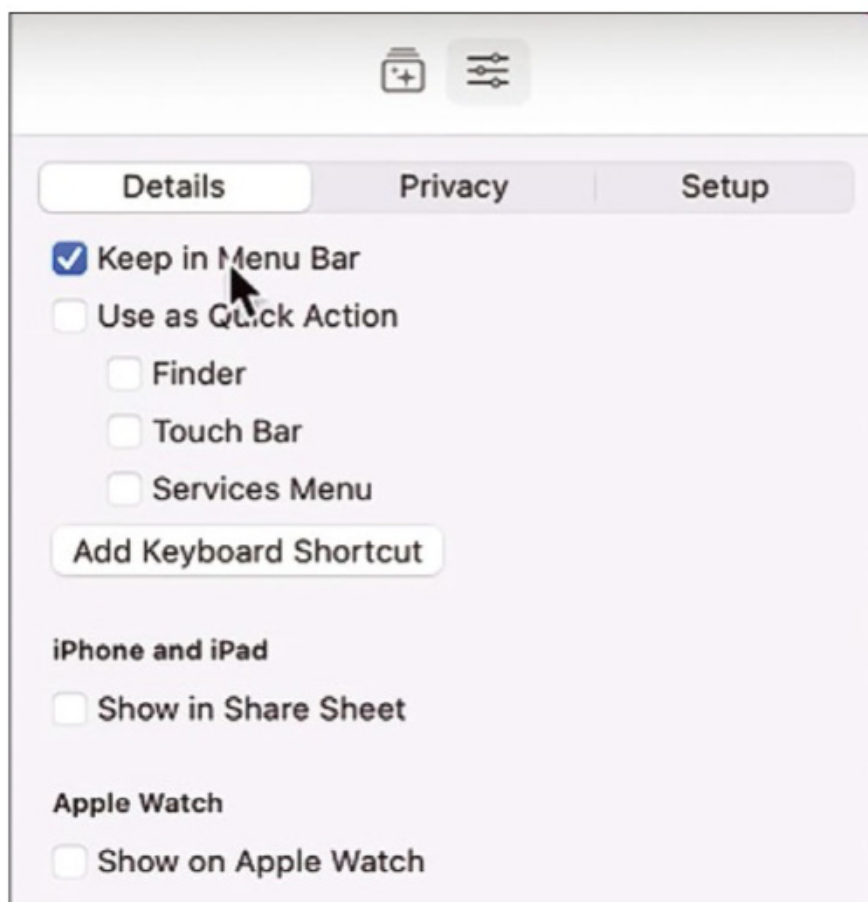 Details Privacy Setup
Keep in Menu Bar
Use as Quick Action
Finder
Touch Bar
Services Menu
Add Keyboard Shortcut
iPhone and iPad
Show in Share Sheet
Apple Watch
Show on Apple Watch